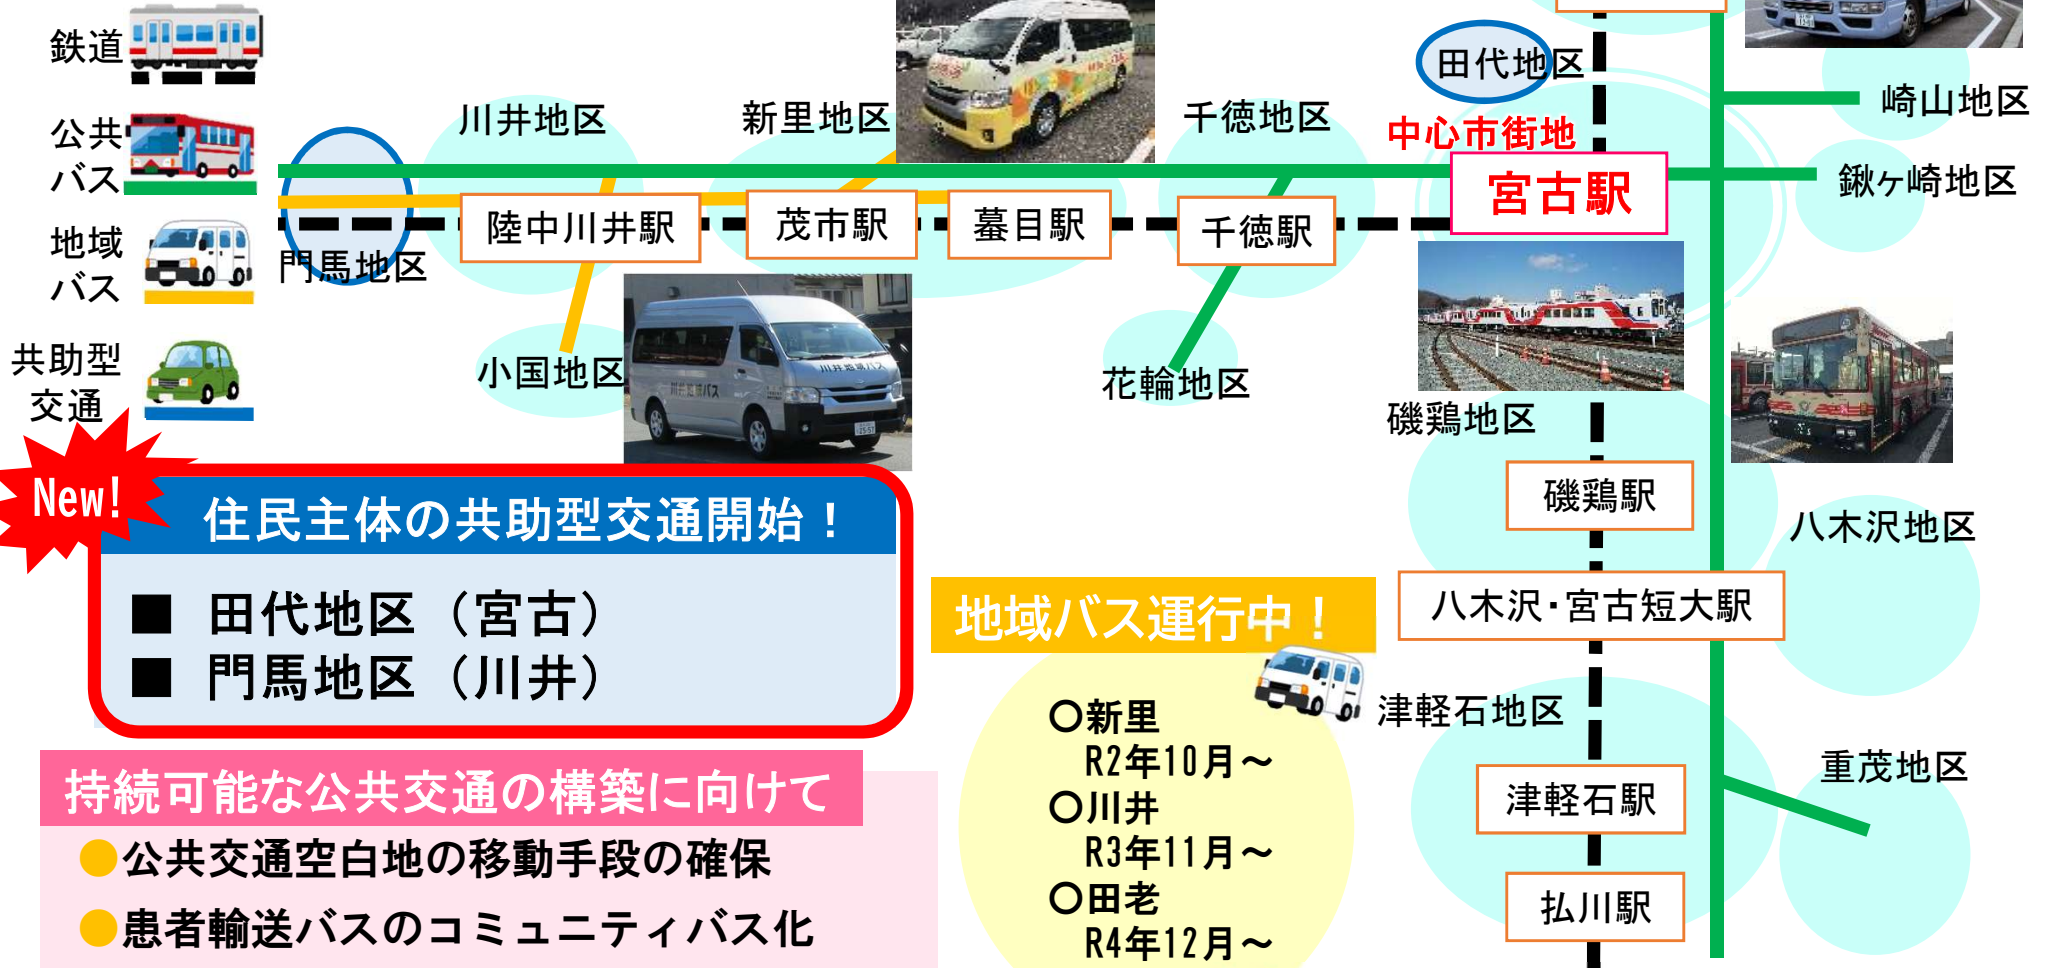 鉄道
公共
バス
地域
バス
共助型
交通
川井地区
新里地区
千徳地区
田代地区
中心市街地
宮古駅
崎山地区
鍬ヶ崎地区
陸中川井駅
茂市駅
蟇目駅
千徳駅
門馬地区
小国地区
川井地域バス
花輪地区
磯鶏地区
磯鶏駅
八木沢地区
八木沢・宮古短大駅
津軽石地区
津軽石駅
重茂地区
払川駅
New!
住民主体の共助型交通開始!
■ 田代地区(宮古)
■ 門馬地区(川井)
地域バス運行中!
○新里
R2年10月~
○川井
R3年11月~
○田老
R4年12月~
持続可能な公共交通の構築に向けて
●公共交通空白地の移動手段の確保
●患者輸送バスのコミュニティバス化